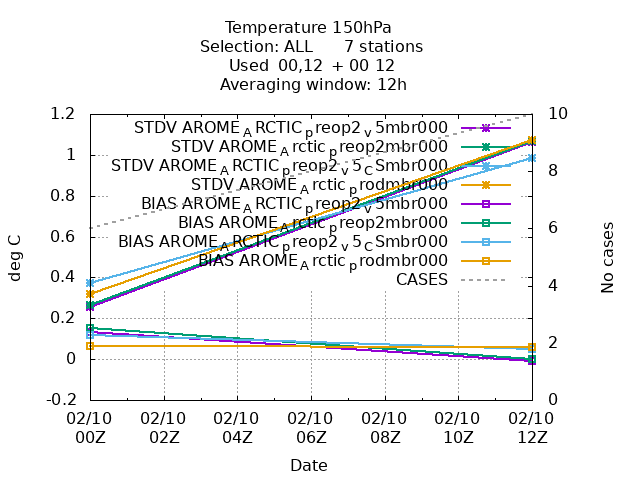 Temperature 150hPa
Selection: ALL 7 stations
Used 00,12 + 00 12
Averaging window: 12h
1.2
1
0.8
0.6
0.4
0.2
0
-0.2
deg C
10
8
6
4
2
0
No cases
STDV AROME_ARCTIC_preop2_v5mbr000
STDV AROME_Arctic_preop2mbr000
STDV AROME_ARCTIC_preop2_v5_CSmbr000
STDV AROME_Arctic_prodmbr000
BIAS AROME_ARCTIC_preop2_v5mbr000
BIAS AROME_Arctic_preop2mbr000
BIAS AROME_ARCTIC_preop2_v5_CSmbr000
BIAS AROME_Arctic_prodmbr000
CASES
02/10 02/10 02/10 02/10 02/10 02/10 02/10
00Z 02Z 04Z 06Z 08Z 10Z 12Z
Date